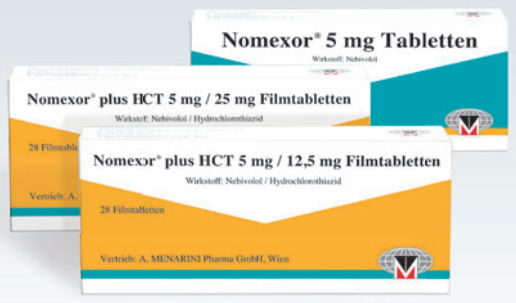 Nomexor® 5 mg Tabletten
Wirkstoff: Nebivolol
Nomexor® plus HCT 5 mg / 25 mg Filmtabletten
Wirkstoff: Nebivolol / Hydrochlorothiazid
28 Filmtable
Vertrieb: A.
Nomexor® plus HCT 5 mg / 12,5 mg Filmtabletten
Wirkstoff: Nebivolol / Hydrochlorothiazid
28 Filmtabletten
Vertrieb: A. MENARINI Pharma GmbH, Wien
M
M